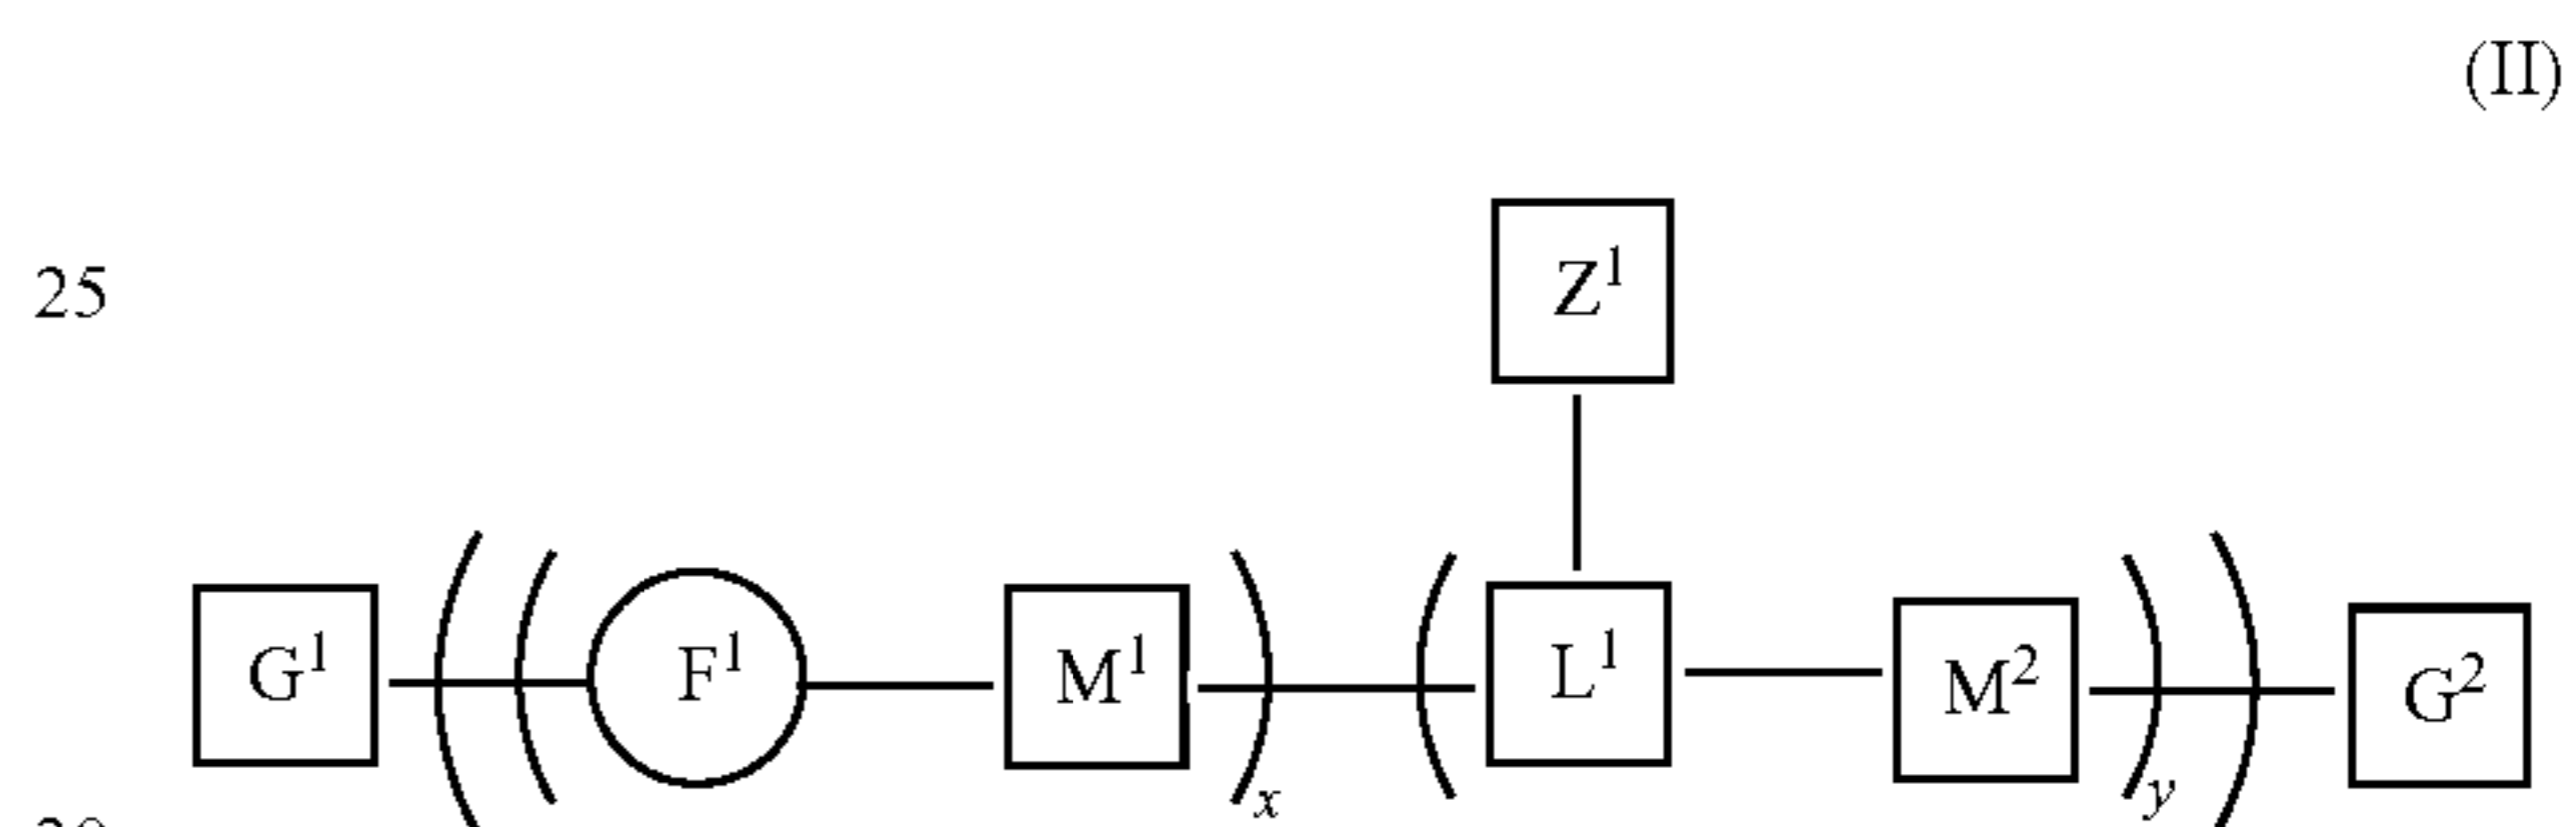 (II)
25
Z¹
G¹ ( ( F¹ M¹ )x ( L¹ M² )y ) G²